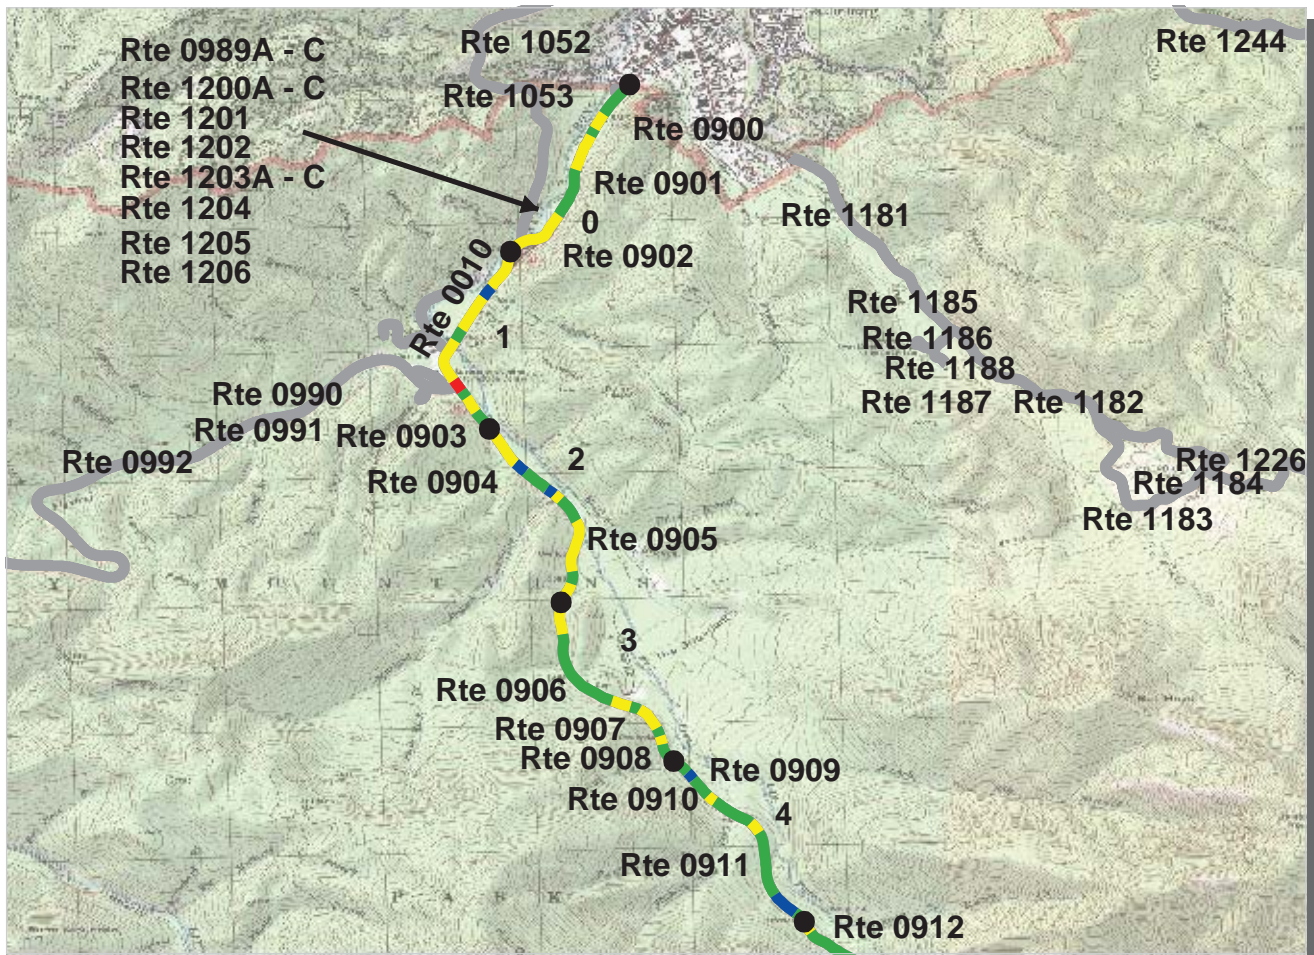 Rte 0989A - C
Rte 1052
Rte 1244
Rte 1200A - C
Rte 1053
Rte 1201
Rte 0900
Rte 1202
Rte 1203A - C
Rte 0901
Rte 1204
Rte 1181
0
Rte 1205
Rte 0902
Rte 1206
Rte 0010
Rte 1185
1
Rte 1186
Rte 1188
Rte 0990
Rte 1187
Rte 1182
Rte 0991
Rte 0903
Rte 0992
2
Rte 1226
Rte 0904
Rte 1184
Rte 1183
Rte 0905
3
Rte 0906
Rte 0907
Rte 0908
Rte 0909
Rte 0910
4
Rte 0911
P A R K
Rte 0912